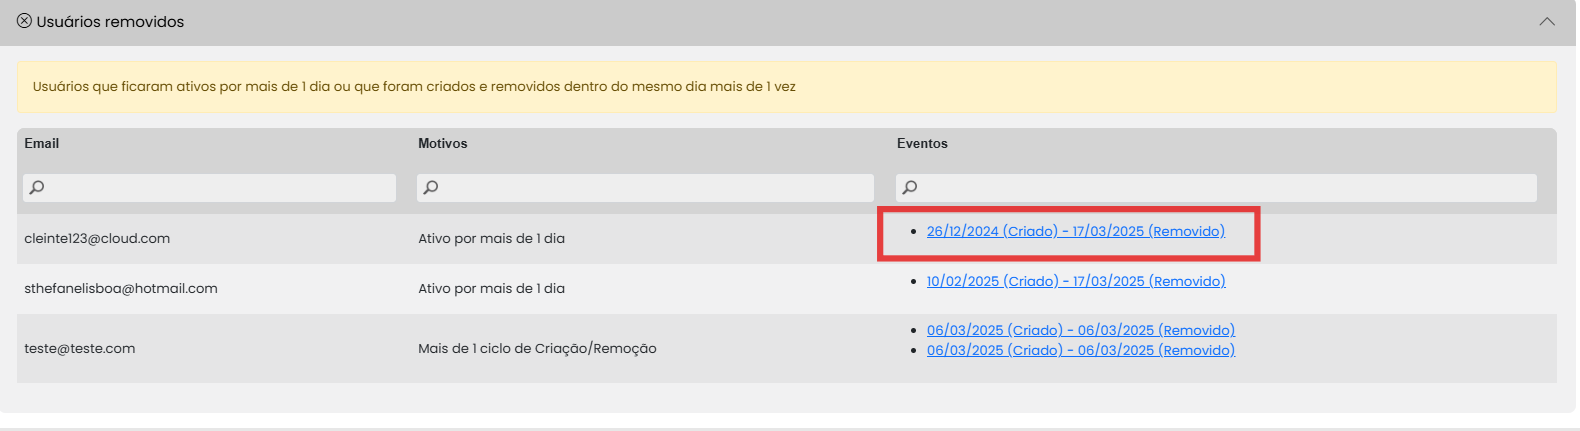 Usuários removidos
Usuários que ficaram ativos por mais de 1 dia ou que foram criados e removidos dentro do mesmo dia mais de 1 vez
Email Motivos Eventos
cleinte123@cloud.com Ativo por mais de 1 dia 26/12/2024 (Criado) - 17/03/2025 (Removido)
sthefanelisboa@hotmail.com Ativo por mais de 1 dia 10/02/2025 (Criado) - 17/03/2025 (Removido)
teste@teste.com Mais de 1 ciclo de Criação/Remoção 06/03/2025 (Criado) - 06/03/2025 (Removido)
06/03/2025 (Criado) - 06/03/2025 (Removido)